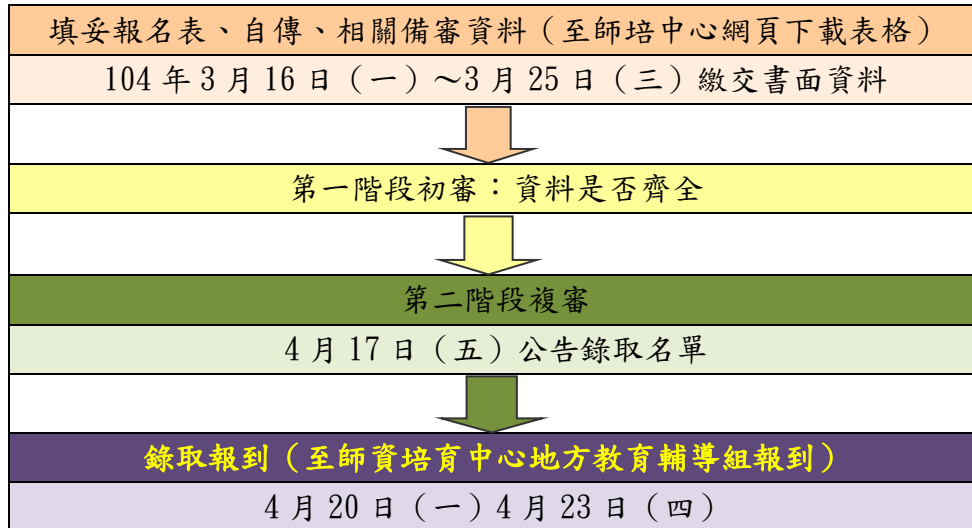 填妥報名表、自傳、相關備審資料（至師培中心網頁下載表格）
104 年 3 月 16 日（一）～3 月 25 日（三）繳交書面資料
第一階段初審：資料是否齊全
第二階段複審
4 月 17 日（五）公告錄取名單
錄取報到（至師資培育中心地方教育輔導組報到）
4 月 20 日（一）4 月 23 日（四）